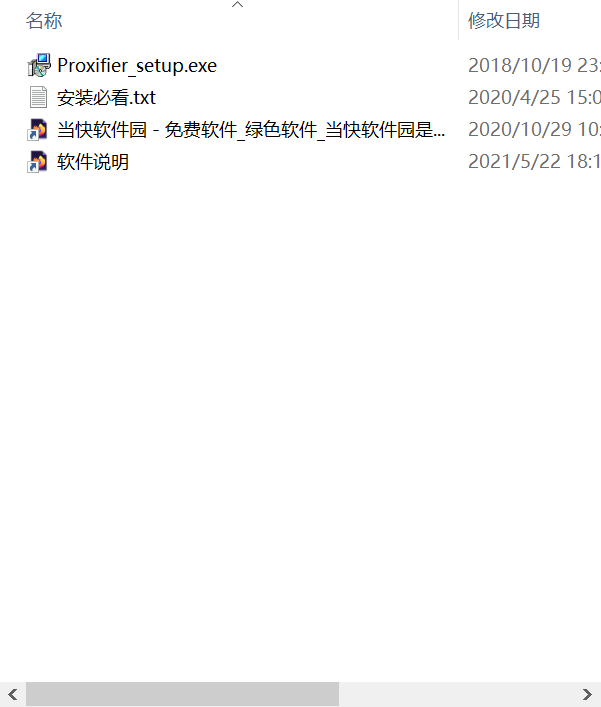 名称 修改日期
Proxifier_setup.exe 2018/10/19 23:
安装必看.txt 2020/4/25 15:0
当快软件园 - 免费软件_绿色软件_当快软件园是... 2020/10/29 10:
软件说明 2021/5/22 18:1